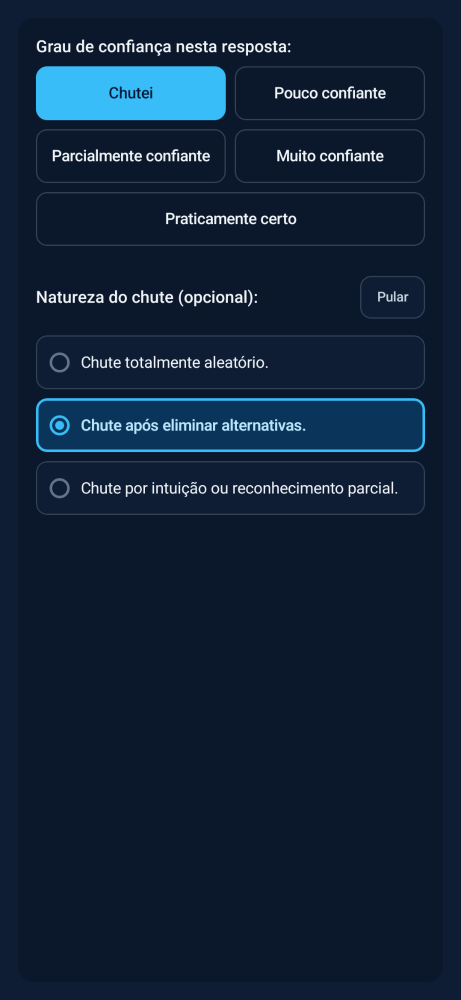 Grau de confiança nesta resposta:
Chutei
Pouco confiante
Parcialmente confiante
Muito confiante
Praticamente certo
Natureza do chute (opcional):
Pular
Chute totalmente aleatório.
Chute após eliminar alternativas.
Chute por intuição ou reconhecimento parcial.